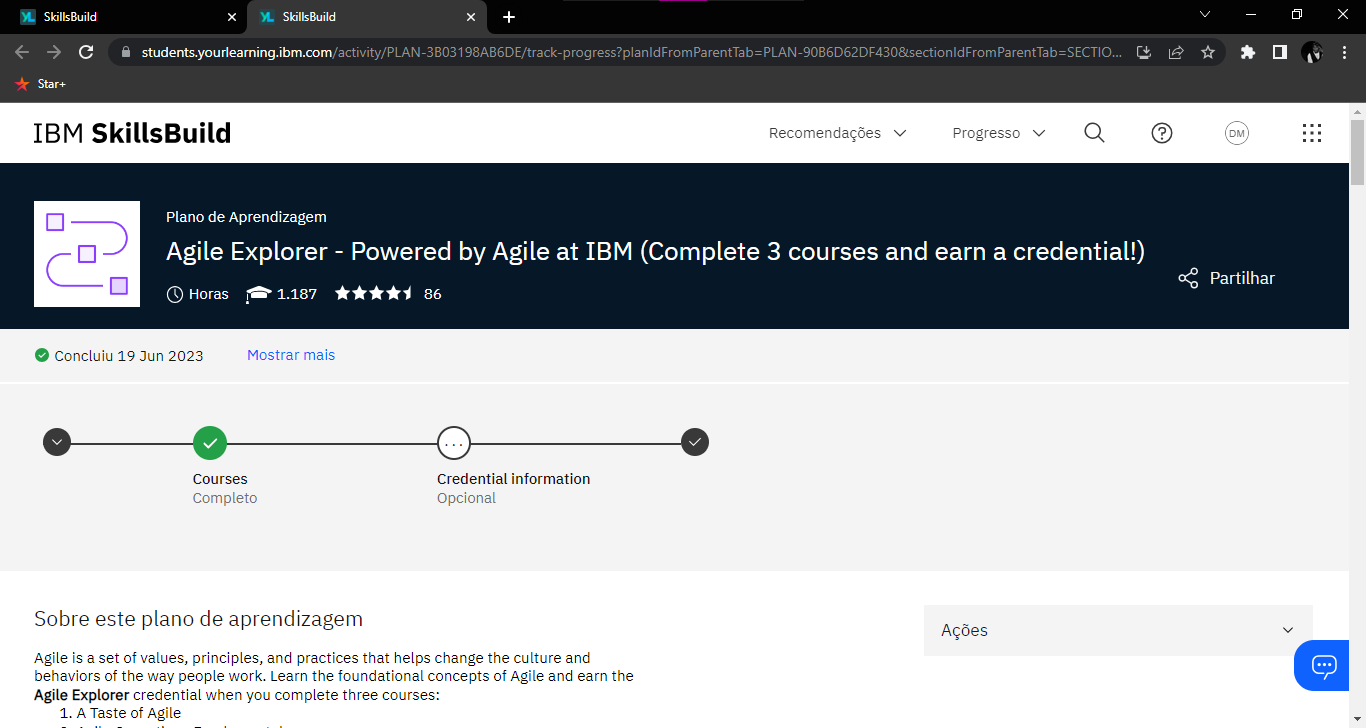 SkillsBuild
SkillsBuild
students.yourlearning.ibm.com/activity/PLAN-3B03198AB6DE/track-progress?planIdFromParentTab=PLAN-90B6D62DF430&sectionIdFromParentTab=SECTIO...
Star+
IBM SkillsBuild
Recomendações
Progresso
DM
Plano de Aprendizagem
Agile Explorer - Powered by Agile at IBM (Complete 3 courses and earn a credential!)
Horas 1.187 86
Partilhar
Concluiu 19 Jun 2023
Mostrar mais
Courses
Completo
Credential information
Opcional
Sobre este plano de aprendizagem
Ações
Agile is a set of values, principles, and practices that helps change the culture and
behaviors of the way people work. Learn the foundational concepts of Agile and earn the
Agile Explorer credential when you complete three courses:
1. A Taste of Agile